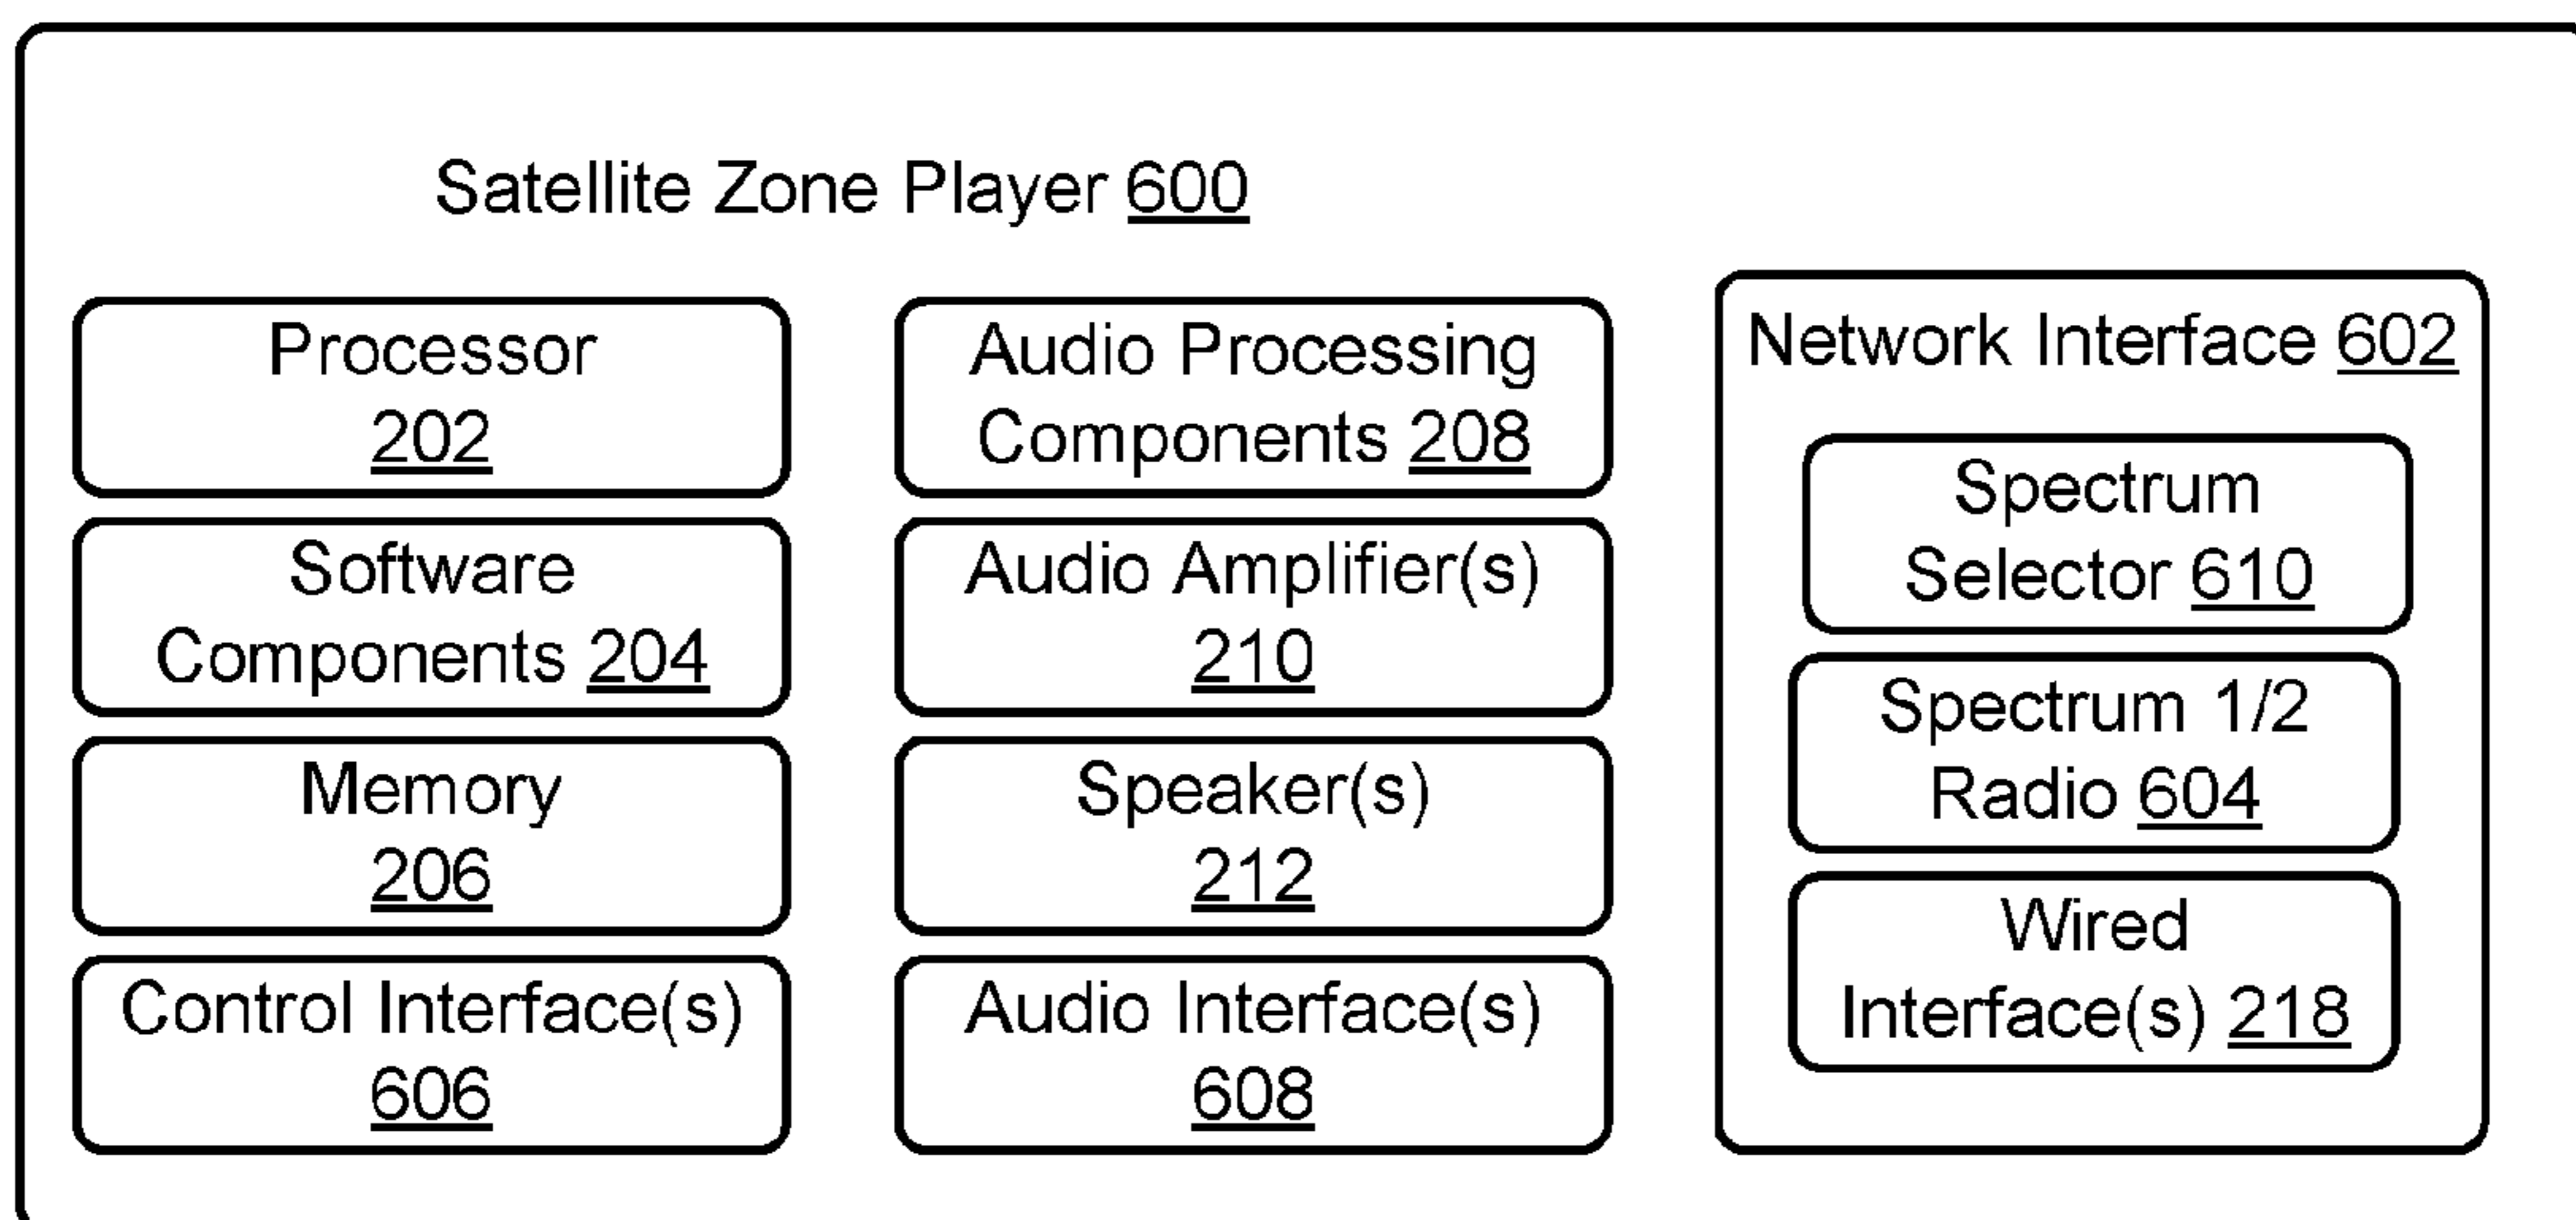 Satellite Zone Player 600
Processor
202
Software
Components 204
Memory
206
Control Interface(s)
606
Audio Processing
Components 208
Audio Amplifier(s)
210
Speaker(s)
212
Audio Interface(s)
608
Network Interface 602
Spectrum
Selector 610
Spectrum 1/2
Radio 604
Wired
Interface(s) 218